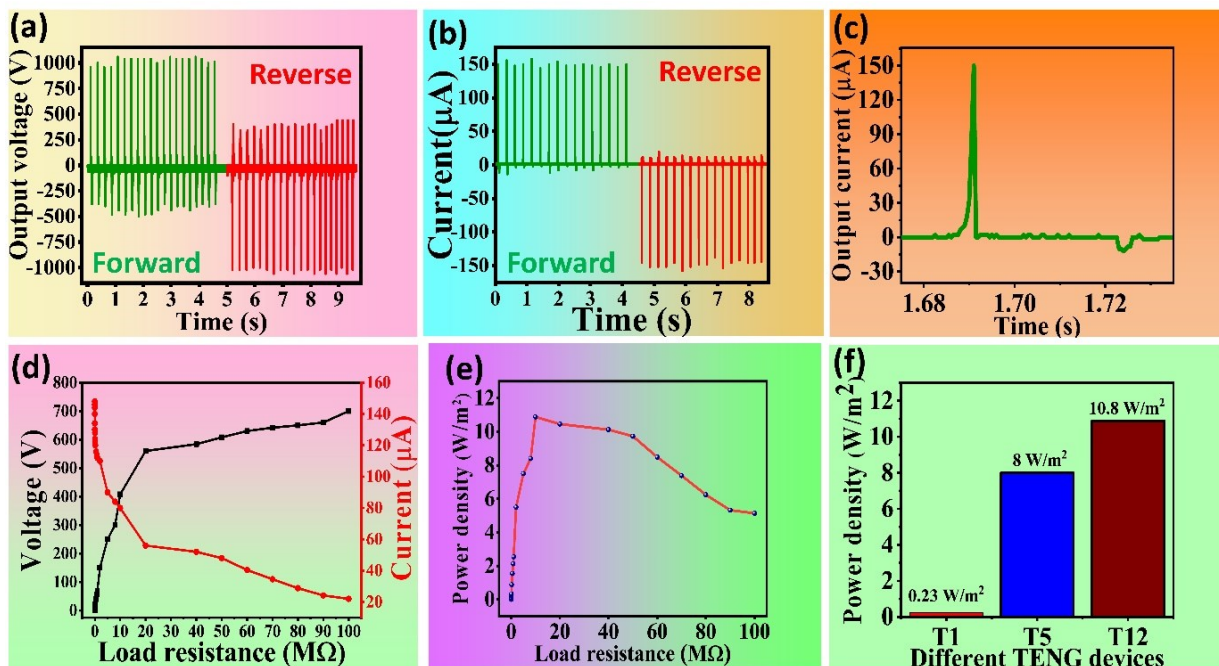 (a)
Output voltage (V)
1000
750
500
250
0
-250
-500
-750
-1000
Reverse
Forward
0 1 2 3 4 5 6 7 8 9
Time (s)
(b)
Current(μA)
150
100
50
0
-50
-100
-150
Reverse
Forward
0 1 2 3 4 5 6 7 8
Time (s)
(c)
Output current (μA)
150
120
90
60
30
0
-30
1.68 1.70 1.72
Time (s)
(d)
Voltage (V)
800
700
600
500
400
300
200
100
0
160
140
120
100
80
60
40
20
Current (μA)
0 10 20 30 40 50 60 70 80 90 100
Load resistance (MΩ)
(e)
Power density (W/m²)
12
10
8
6
4
2
0
0 20 40 60 80 100
Load resistance (MΩ)
(f)
Power density (W/m²)
12
10
8
6
4
2
0
0.23 W/m²
8 W/m²
10.8 W/m²
T1 T5 T12
Different TENG devices